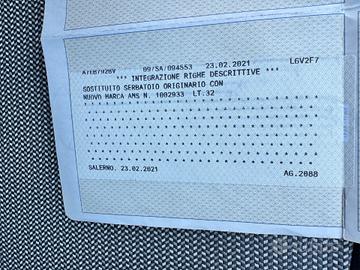 A7EB792BV 09/SA/094553 23.02.2021 L6V2F7
*** INTEGRAZIONE RIGHE DESCRITTIVE ***
SOSTITUITO SERBATOIO ORIGINARIO CON
NUOVO MARCA AMS N. 1002933 LT.32
* * * * * * * * * * * * * * * * * * * * * * * * * * * * * *
* * * * * * * * * * * * * * * * * * * * * * * * * * * * * *
* * * * * * * * * * * * * * * * * * * * * * * * * * * * * *
* * * * * * * * * * * * * * * * * * * * * * * * * * * * * *
* * * * * * * * * * * * * * * * * * * * * * * * * * * * * *
* * * * * * * * * * * * * * * * * * * * * * * * * * * * * *
* * * * * * * * * * * * * * * * * * * * * * * * * * * * * *
SALERNO. 23.02.2021 AG.2088